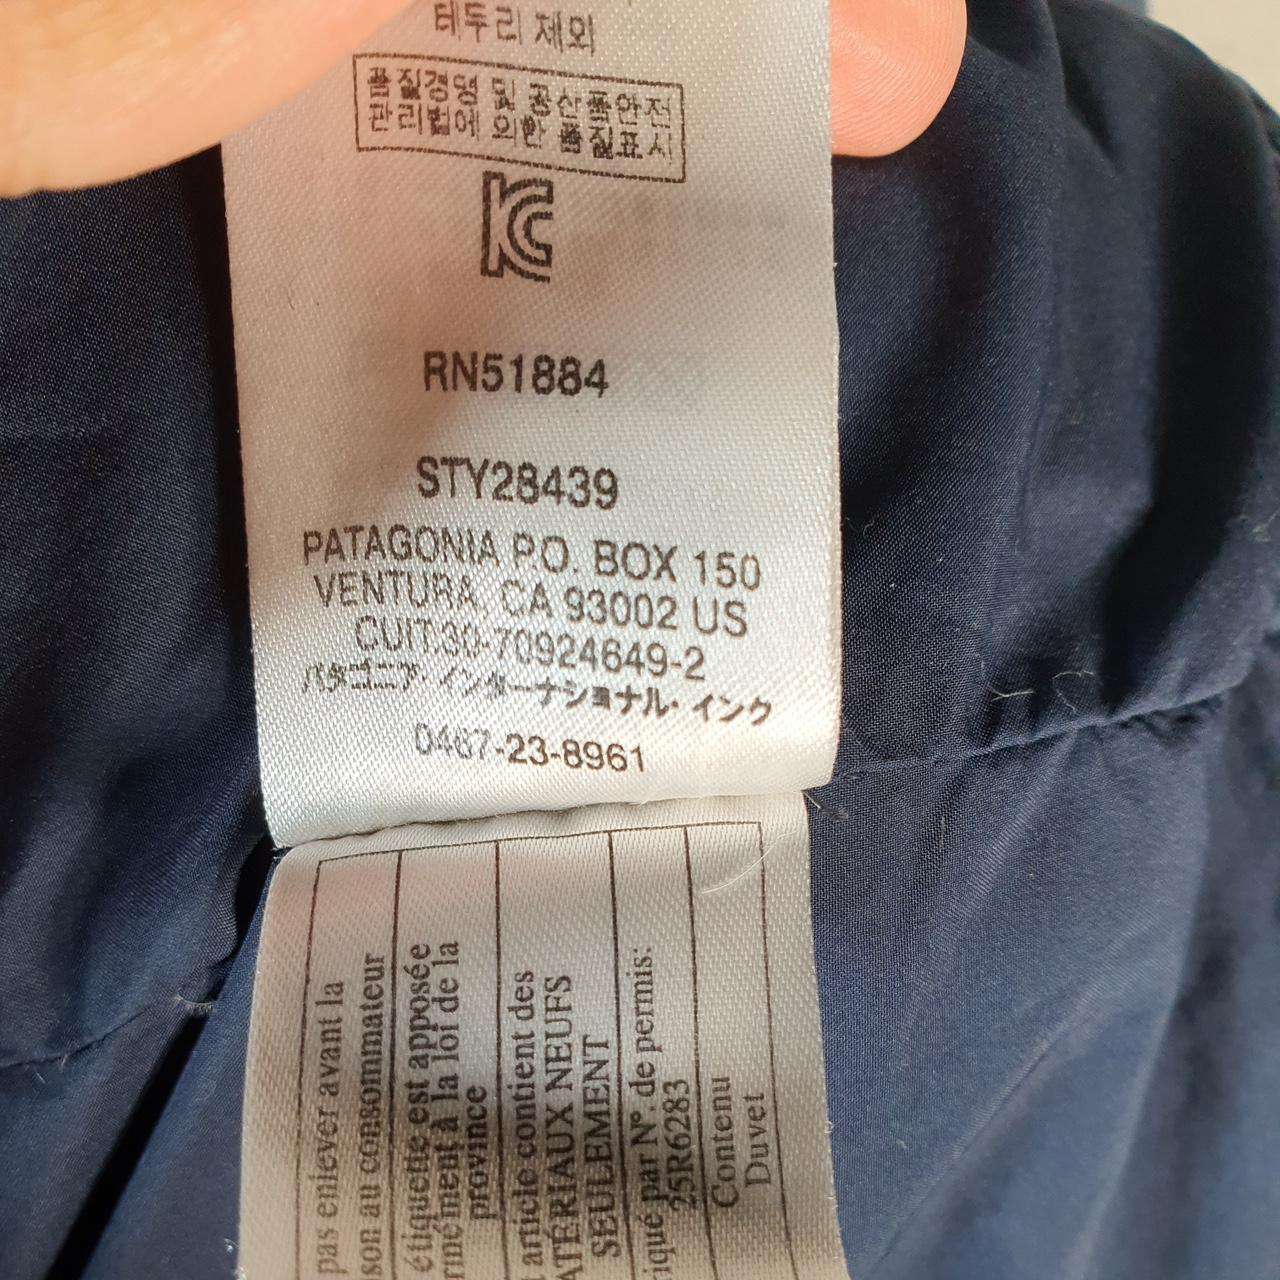 테두리 제외
품질경영 및 공산품안전
관리법에 의한 품질표시
KC
RN51884
STY28439
PATAGONIA P.O. BOX 150
VENTURA, CA 93002 US
CUIT:30-70924649-2
パタゴニア・インターナショナル・インク
0467-23-8961
pas enlever avant la
son au consommateur
étiquette est apposée
mément à la loi de la
province
article contient des
MATÉRIAUX NEUFS
SEULEMENT
iqué par N°. de permis:
25R6283
Contenu
Duvet